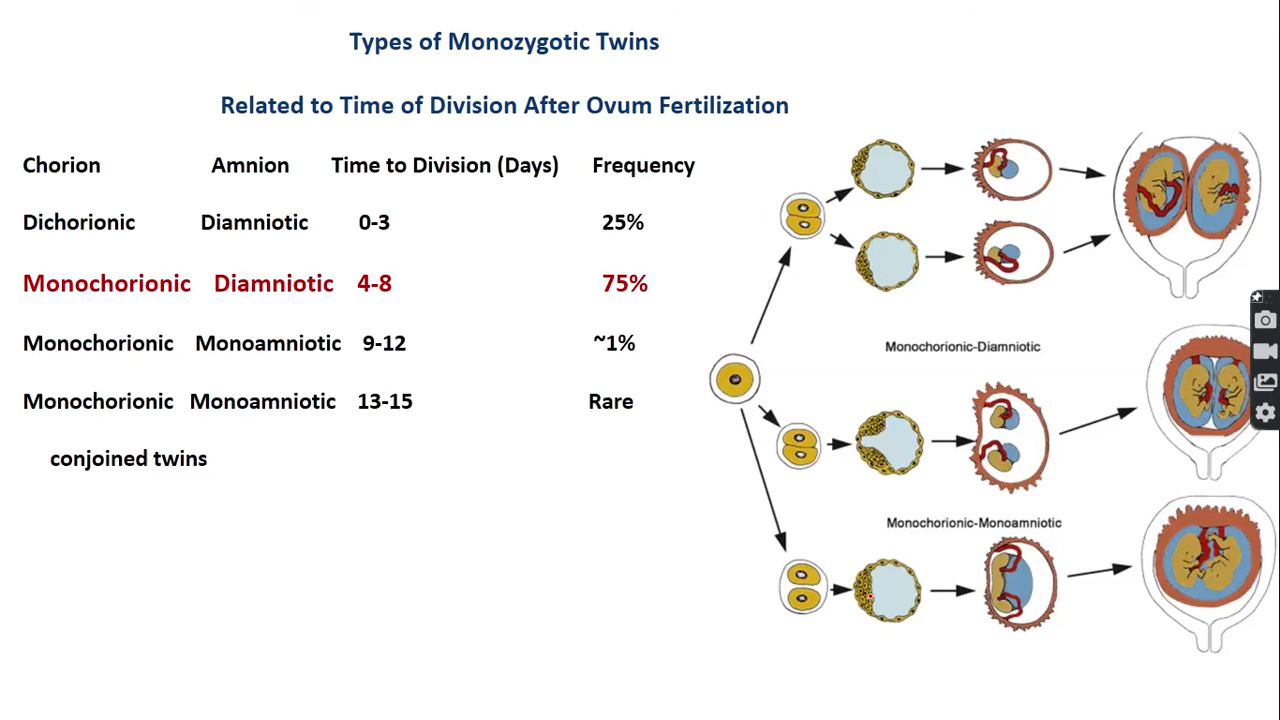 Types of Monozygotic Twins
Related to Time of Division After Ovum Fertilization
Chorion Amnion Time to Division (Days) Frequency
Dichorionic Diamniotic 0-3 25%
Monochorionic Diamniotic 4-8 75%
Monochorionic Monoamniotic 9-12 ~1%
Monochorionic Monoamniotic 13-15 Rare
conjoined twins
Monochorionic-Diamniotic
Monochorionic-Monoamniotic